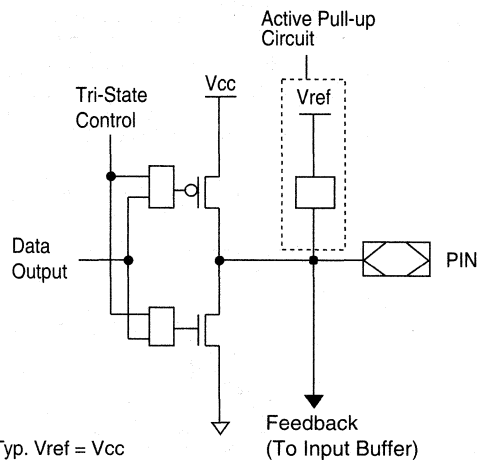 Active Pull-up
Circuit
Vcc
Vref
Tri-State
Control
Data
Output
PIN
Feedback
(To Input Buffer)
Typ. Vref = Vcc